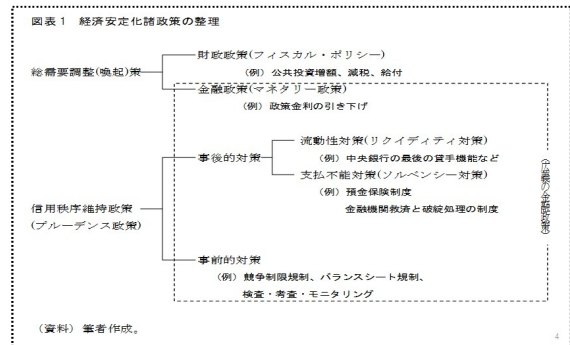 図表1 経済安定化諸政策の整理
総需要調整(喚起)策
財政政策(フィスカル・ポリシー)
(例) 公共投資増額、減税、給付
金融政策(マネタリー政策)
(例) 政策金利の引き下げ
信用秩序維持政策
(プルーデンス政策)
事後的対策
流動性対策(リクイディティ対策)
(例) 中央銀行の最後の貸手機能など
支払不能対策(ソルベンシー対策)
(例) 預金保険制度
金融機関救済と破綻処理の制度
事前的対策
(例) 競争制限規制、バランスシート規制、
検査・考査・モニタリング
(広義の金融政策)
(資料) 筆者作成。
4